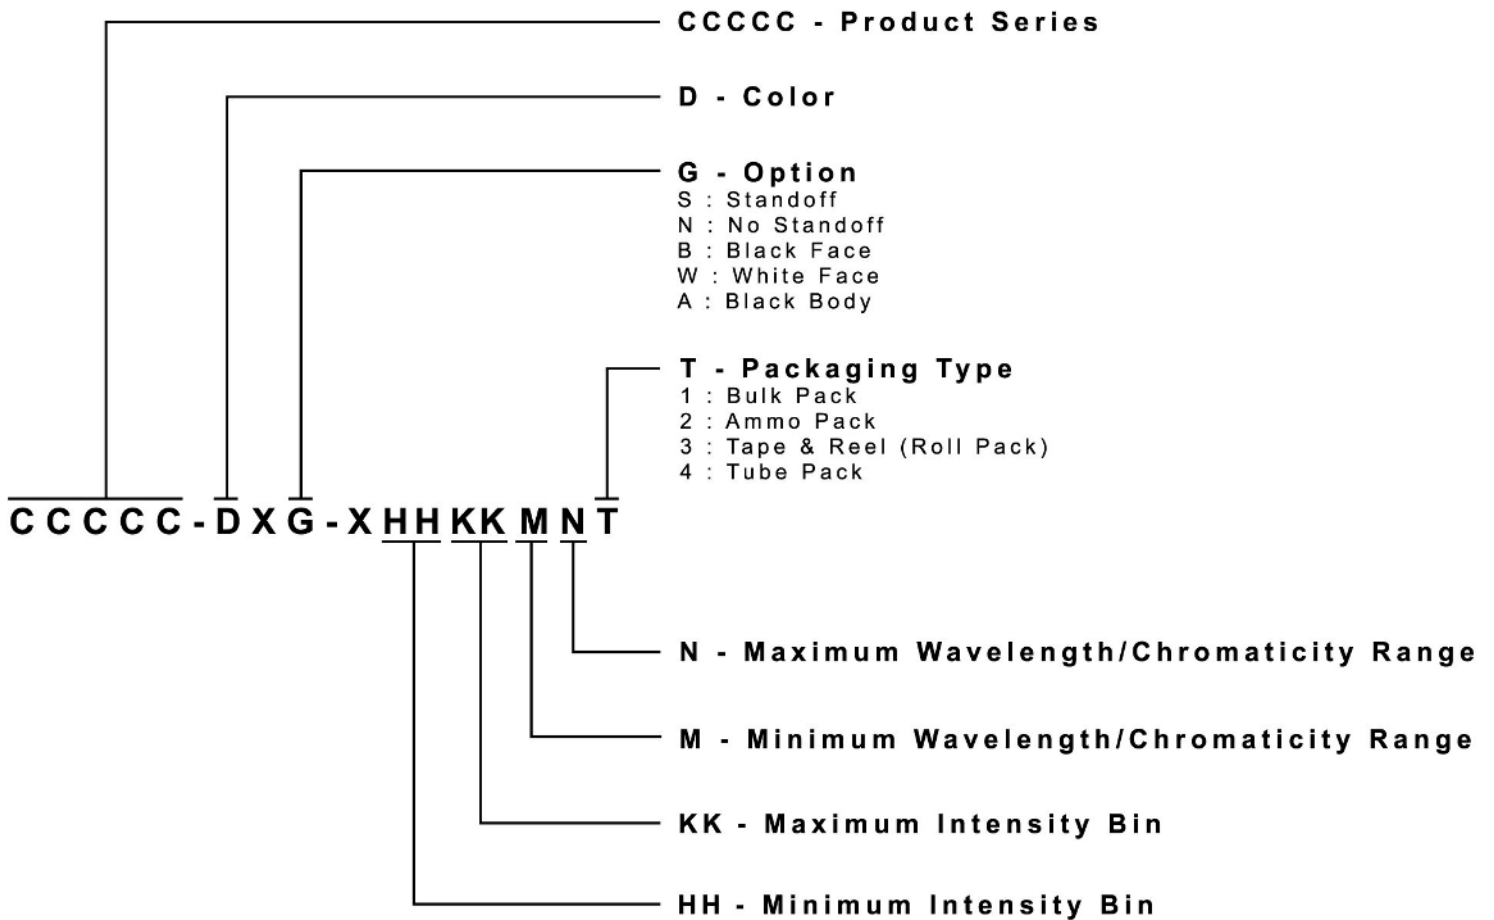 CCCCC - Product Series
D - Color
G - Option
S : Standoff
N : No Standoff
B : Black Face
W : White Face
A : Black Body
T - Packaging Type
1 : Bulk Pack
2 : Ammo Pack
3 : Tape & Reel (Roll Pack)
4 : Tube Pack
CCCCC-DXG-XHHKKMNT
N - Maximum Wavelength/Chromaticity Range
M - Minimum Wavelength/Chromaticity Range
KK - Maximum Intensity Bin
HH - Minimum Intensity Bin